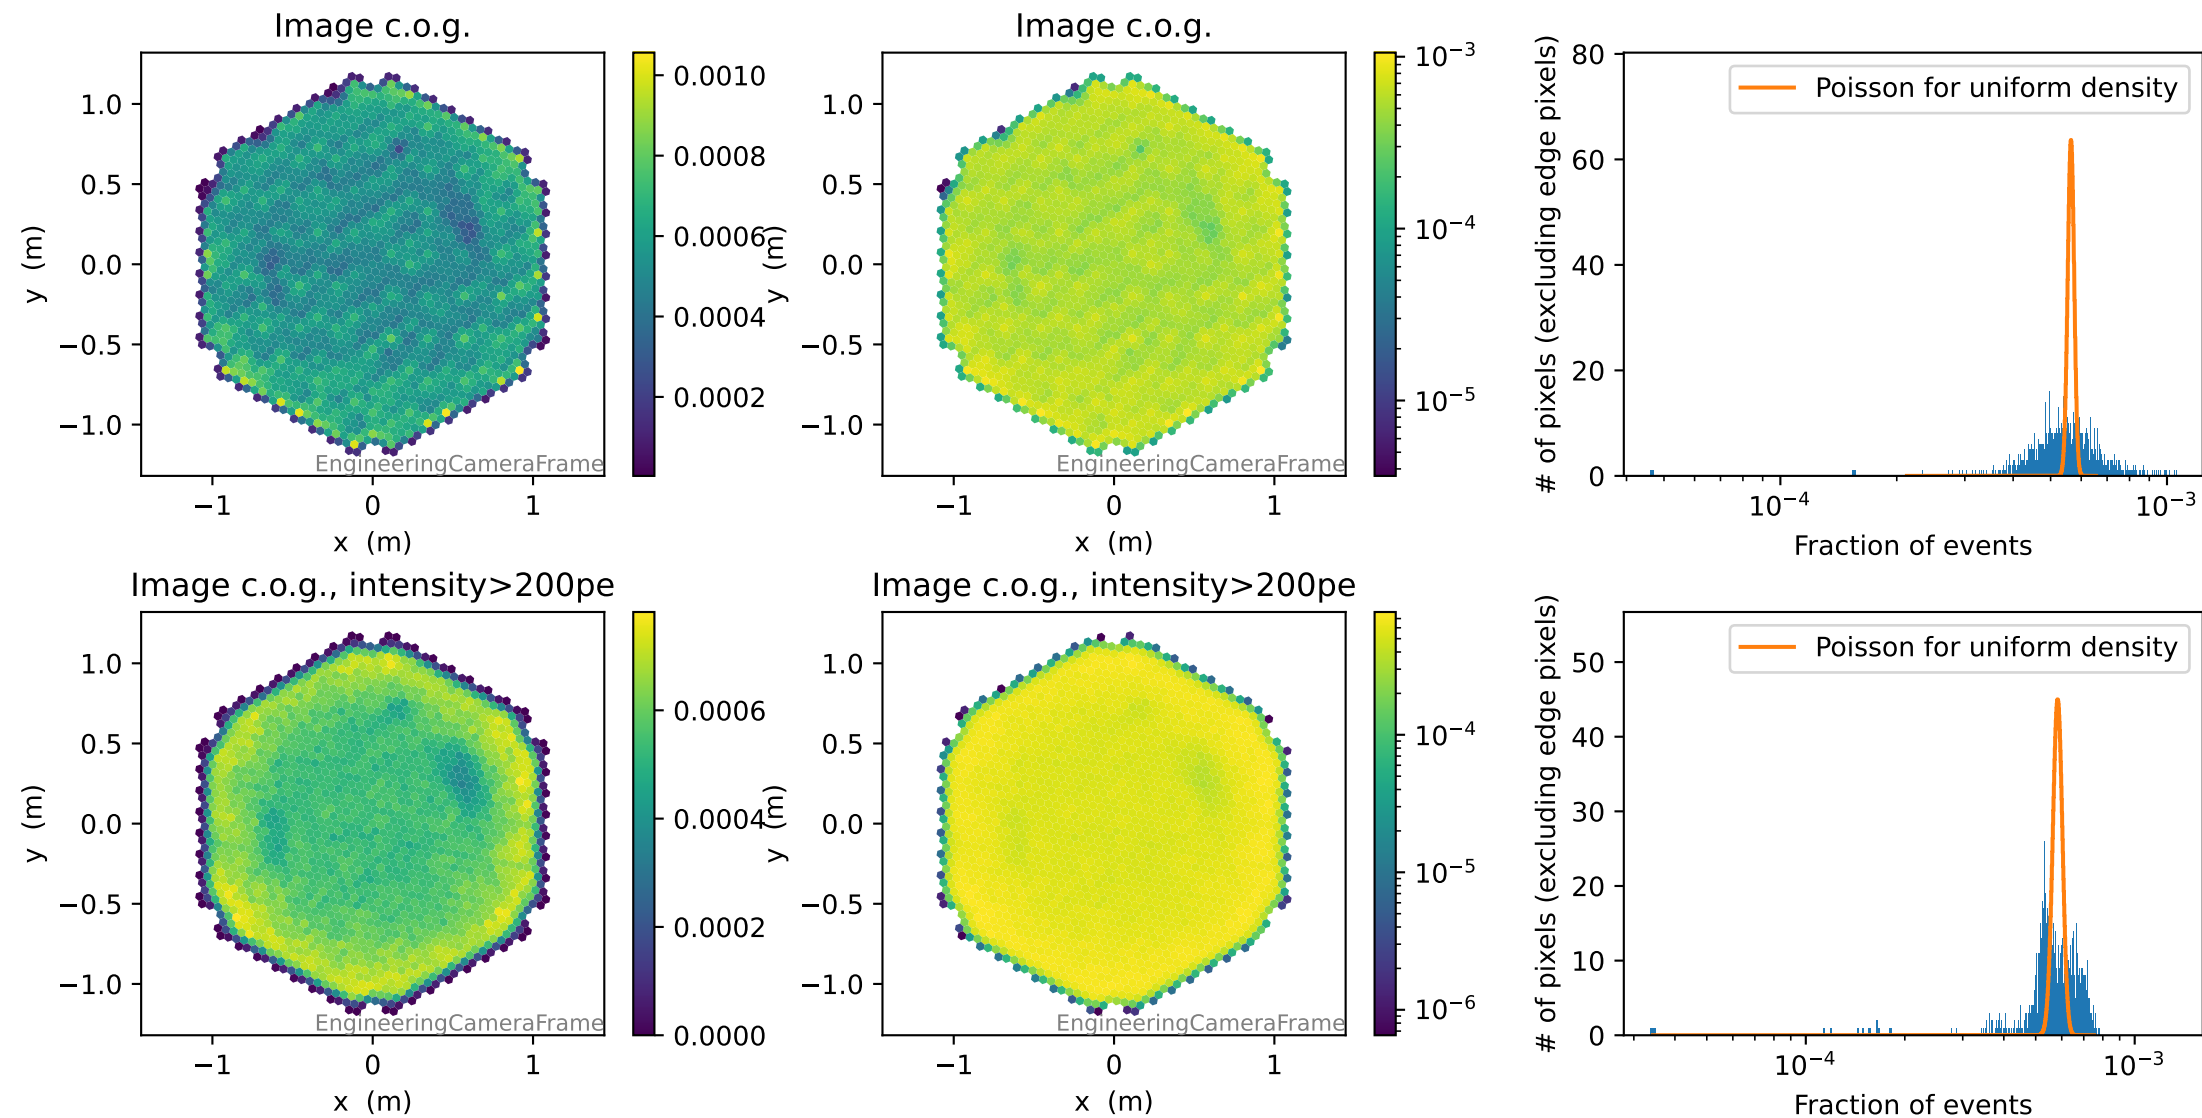 Image c.o.g.
1.0
0.5
0.0
−0.5
−1.0
y (m)
−1
0
1
x (m)
EngineeringCameraFrame
0.0010
0.0008
0.0006
0.0004
0.0002
Image c.o.g.
1.0
0.5
0.0
−0.5
−1.0
y (m)
−1
0
1
x (m)
EngineeringCameraFrame
10−3
10−4
10−5
80
60
40
20
0
# of pixels (excluding edge pixels)
Poisson for uniform density
10−4
10−3
Fraction of events
Image c.o.g., intensity>200pe
1.0
0.5
0.0
−0.5
−1.0
y (m)
−1
0
1
x (m)
EngineeringCameraFrame
0.0006
0.0004
0.0002
0.0000
Image c.o.g., intensity>200pe
1.0
0.5
0.0
−0.5
−1.0
y (m)
−1
0
1
x (m)
EngineeringCameraFrame
10−4
10−5
10−6
50
40
30
20
10
0
# of pixels (excluding edge pixels)
Poisson for uniform density
10−4
10−3
Fraction of events